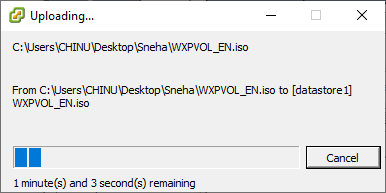 Uploading...
C:\Users\CHINU\Desktop\Sneha\WXPVOL_EN.iso
From C:\Users\CHINU\Desktop\Sneha\WXPVOL_EN.iso to [datastore1]
WXPVOL_EN.iso
Cancel
1 minute(s) and 3 second(s) remaining